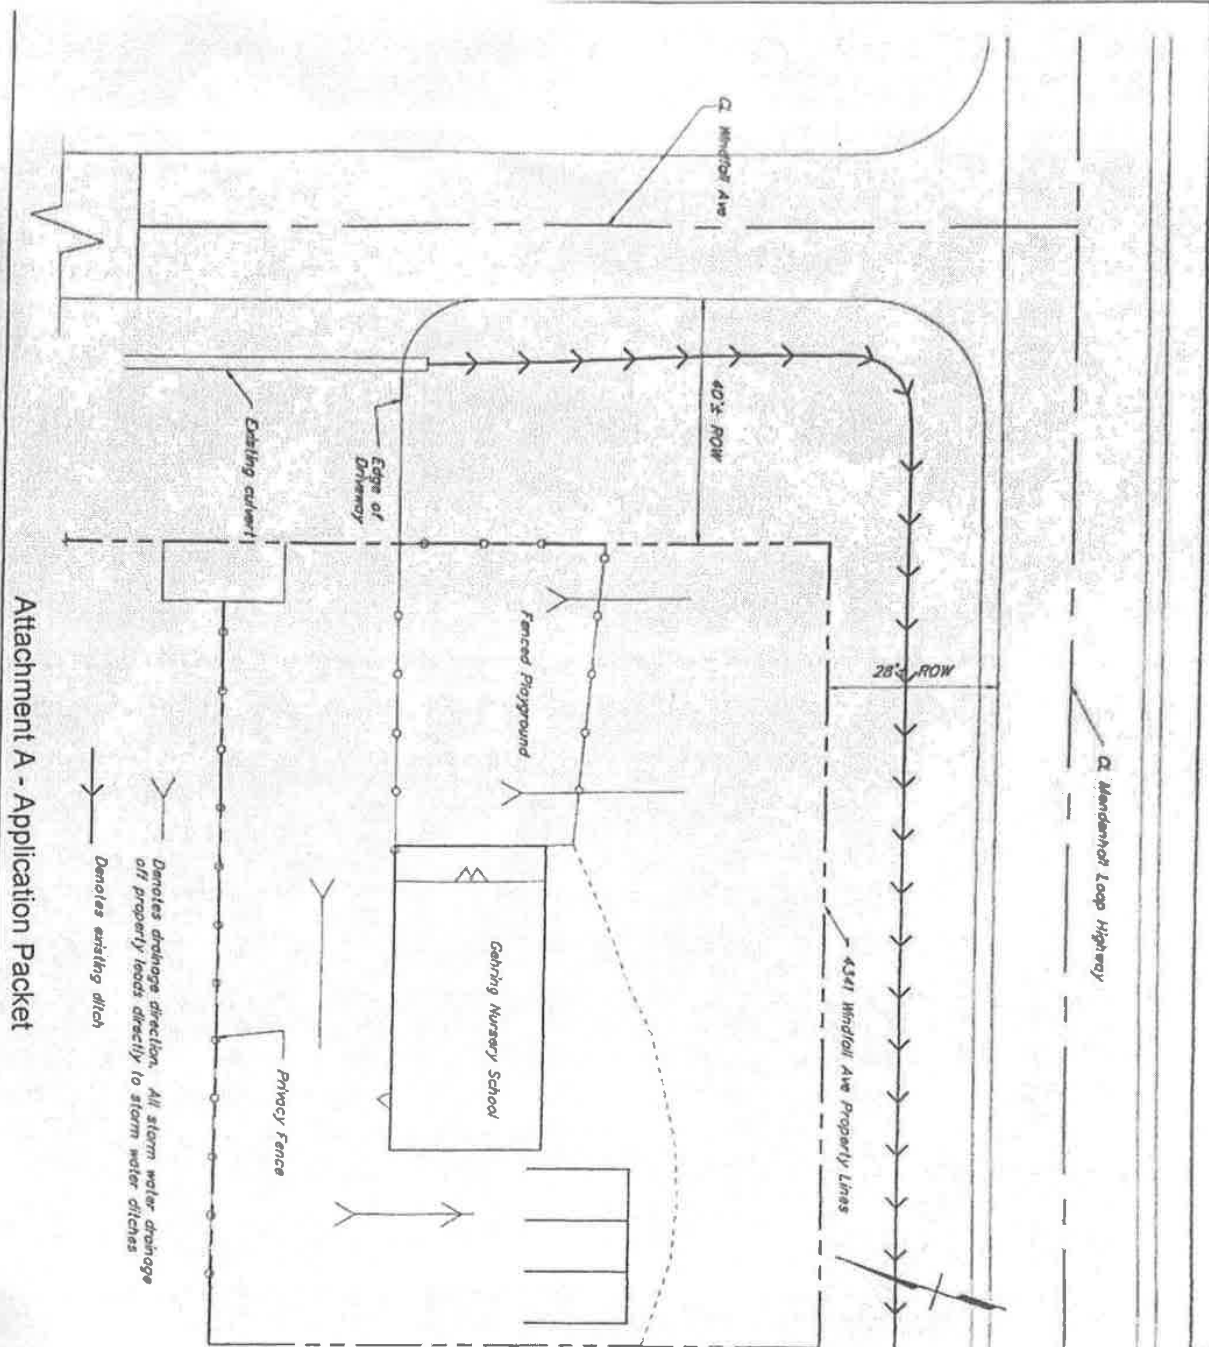 CL Mendenhall Loop Highway
CL Windfall Ave
40'± ROW
28'± ROW
4341 Windfall Ave Property Lines
Edge of
Driveway
Existing culvert
Fenced Playground
Gehring Nursery School
Privacy Fence
Denotes drainage direction. All storm water drainage
off property leads directly to storm water ditches
Denotes existing ditch
Attachment A - Application Packet